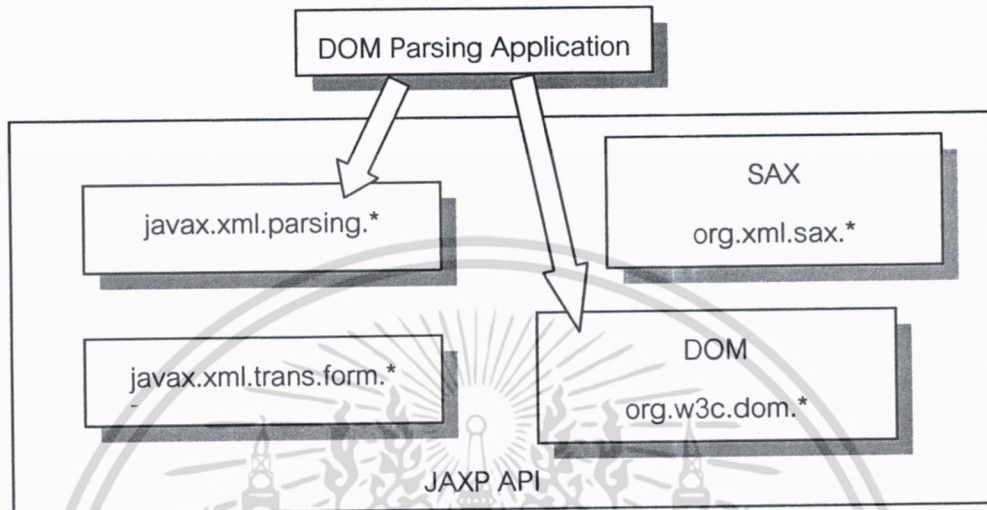 DOM Parsing Application
javax.xml.parsing.*
SAX
org.xml.sax.*
javax.xml.trans.form.*
-
DOM
org.w3c.dom.*
JAXP API